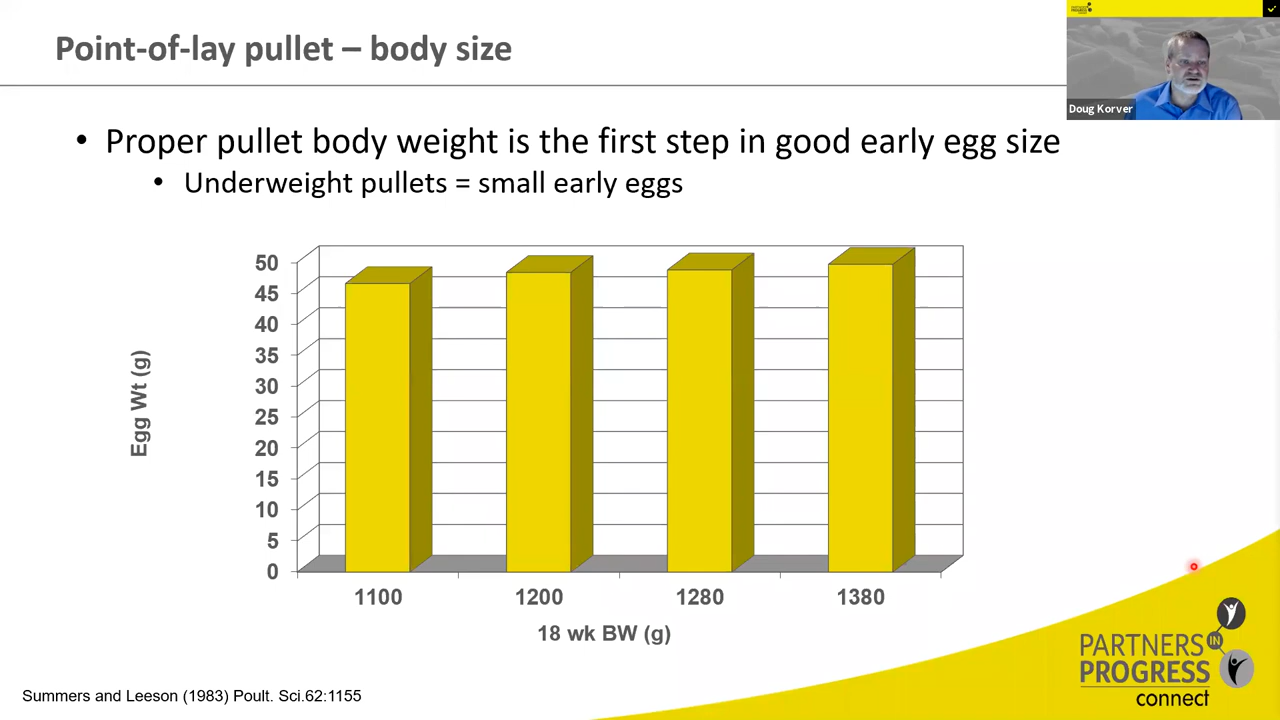 Point-of-lay pullet – body size
Doug Korver
• Proper pullet body weight is the first step in good early egg size
• Underweight pullets = small early eggs
50
45
40
35
30
25
20
15
10
5
0
Egg Wt (g)
1100 1200 1280 1380
18 wk BW (g)
Summers and Leeson (1983) Poult. Sci.62:1155
PARTNERS IN
PROGRESS
connect